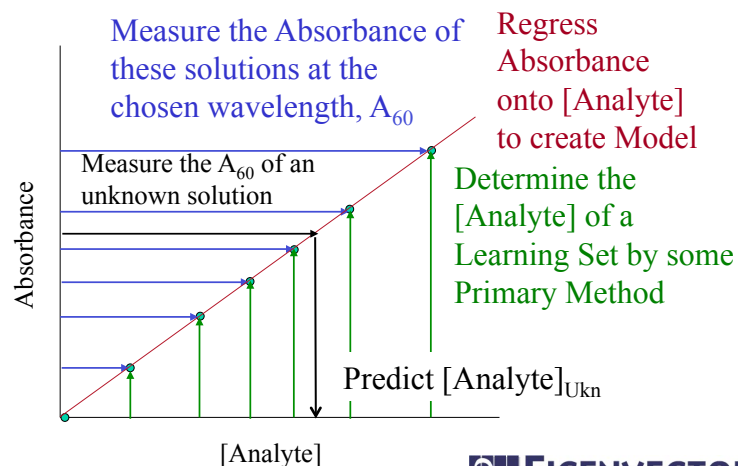 Measure the Absorbance of
these solutions at the
chosen wavelength, A60
Regress
Absorbance
onto [Analyte]
to create Model
Measure the A60 of an
unknown solution
Determine the
[Analyte] of a
Learning Set by some
Primary Method
Absorbance
Predict [Analyte]Ukn
[Analyte]
EIGENVECTOR